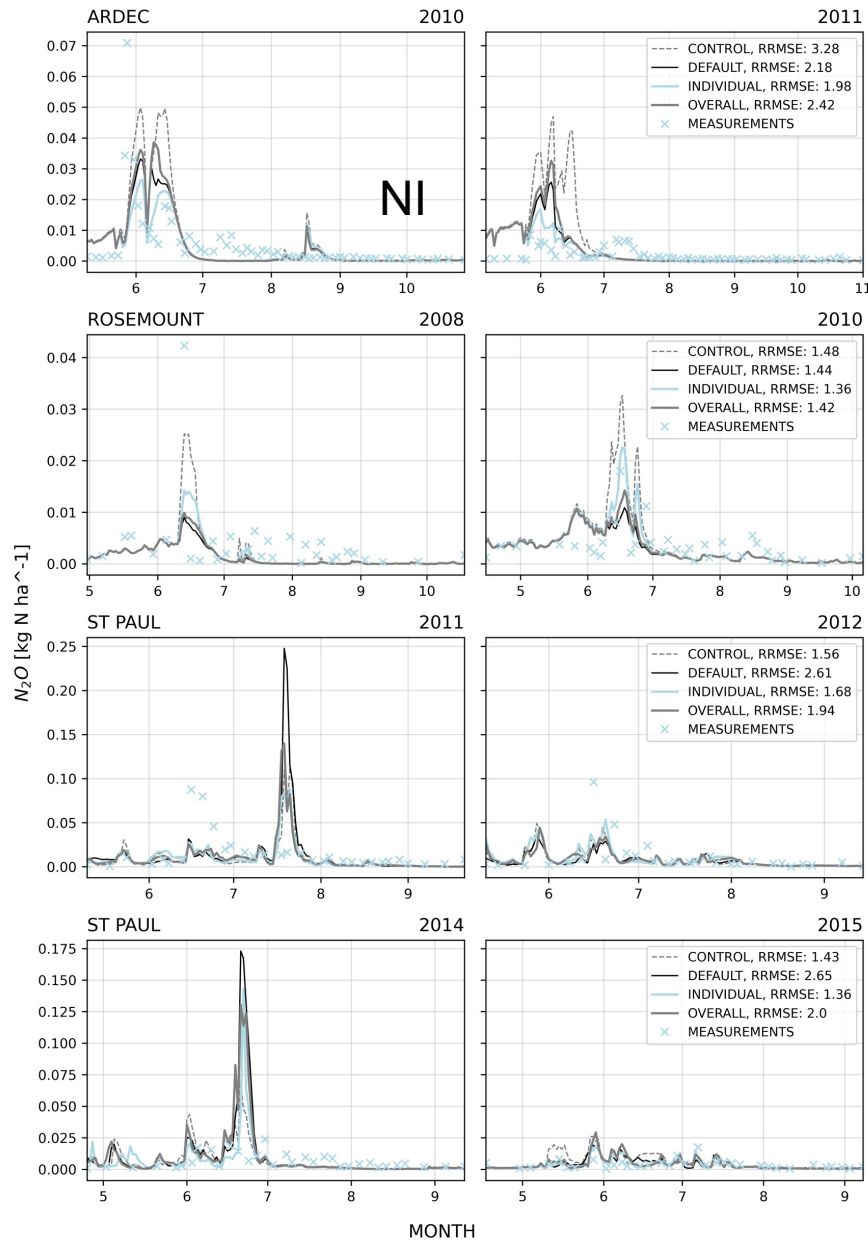 ARDEC 2010 2011
0.07
0.06
0.05
0.04
0.03
0.02
0.01
0.00
6 7 8 9 10
NI
CONTROL, RRMSE: 3.28
DEFAULT, RRMSE: 2.18
INDIVIDUAL, RRMSE: 1.98
OVERALL, RRMSE: 2.42
MEASUREMENTS
6 7 8 9 10 11
ROSEMOUNT 2008 2010
0.04
0.03
0.02
0.01
0.00
5 6 7 8 9 10
CONTROL, RRMSE: 1.48
DEFAULT, RRMSE: 1.44
INDIVIDUAL, RRMSE: 1.36
OVERALL, RRMSE: 1.42
MEASUREMENTS
5 6 7 8 9 10
N₂O [kg N ha^-1]
ST PAUL 2011 2012
0.25
0.20
0.15
0.10
0.05
0.00
6 7 8 9
CONTROL, RRMSE: 1.56
DEFAULT, RRMSE: 2.61
INDIVIDUAL, RRMSE: 1.68
OVERALL, RRMSE: 1.94
MEASUREMENTS
6 7 8 9
ST PAUL 2014 2015
0.175
0.150
0.125
0.100
0.075
0.050
0.025
0.000
5 6 7 8 9
CONTROL, RRMSE: 1.43
DEFAULT, RRMSE: 2.65
INDIVIDUAL, RRMSE: 1.36
OVERALL, RRMSE: 2.0
MEASUREMENTS
5 6 7 8 9
MONTH